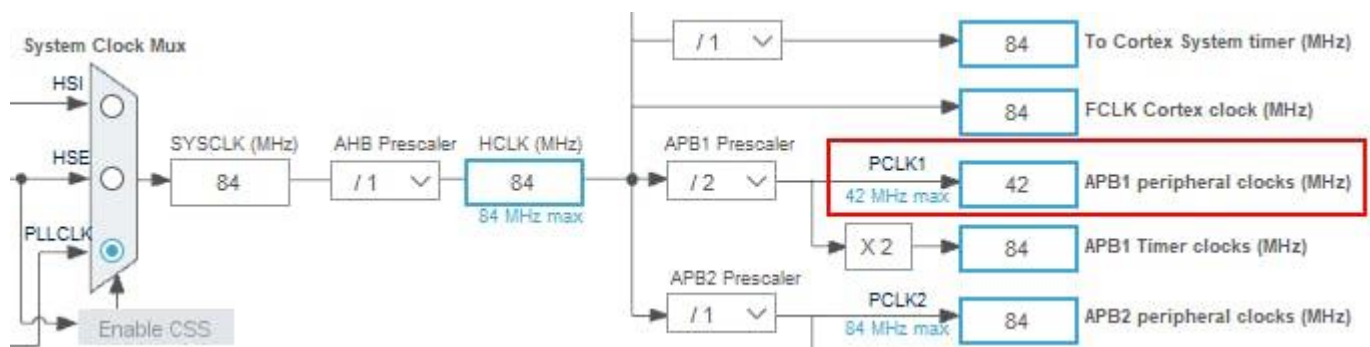 System Clock Mux
HSI
HSE
PLLCLK
Enable CSS
SYSCLK (MHz)
84
AHB Prescaler
/ 1
HCLK (MHz)
84
84 MHz max
/ 1
84
To Cortex System timer (MHz)
84
FCLK Cortex clock (MHz)
APB1 Prescaler
/ 2
PCLK1
42 MHz max
42
APB1 peripheral clocks (MHz)
X 2
84
APB1 Timer clocks (MHz)
APB2 Prescaler
/ 1
PCLK2
84 MHz max
84
APB2 peripheral clocks (MHz)